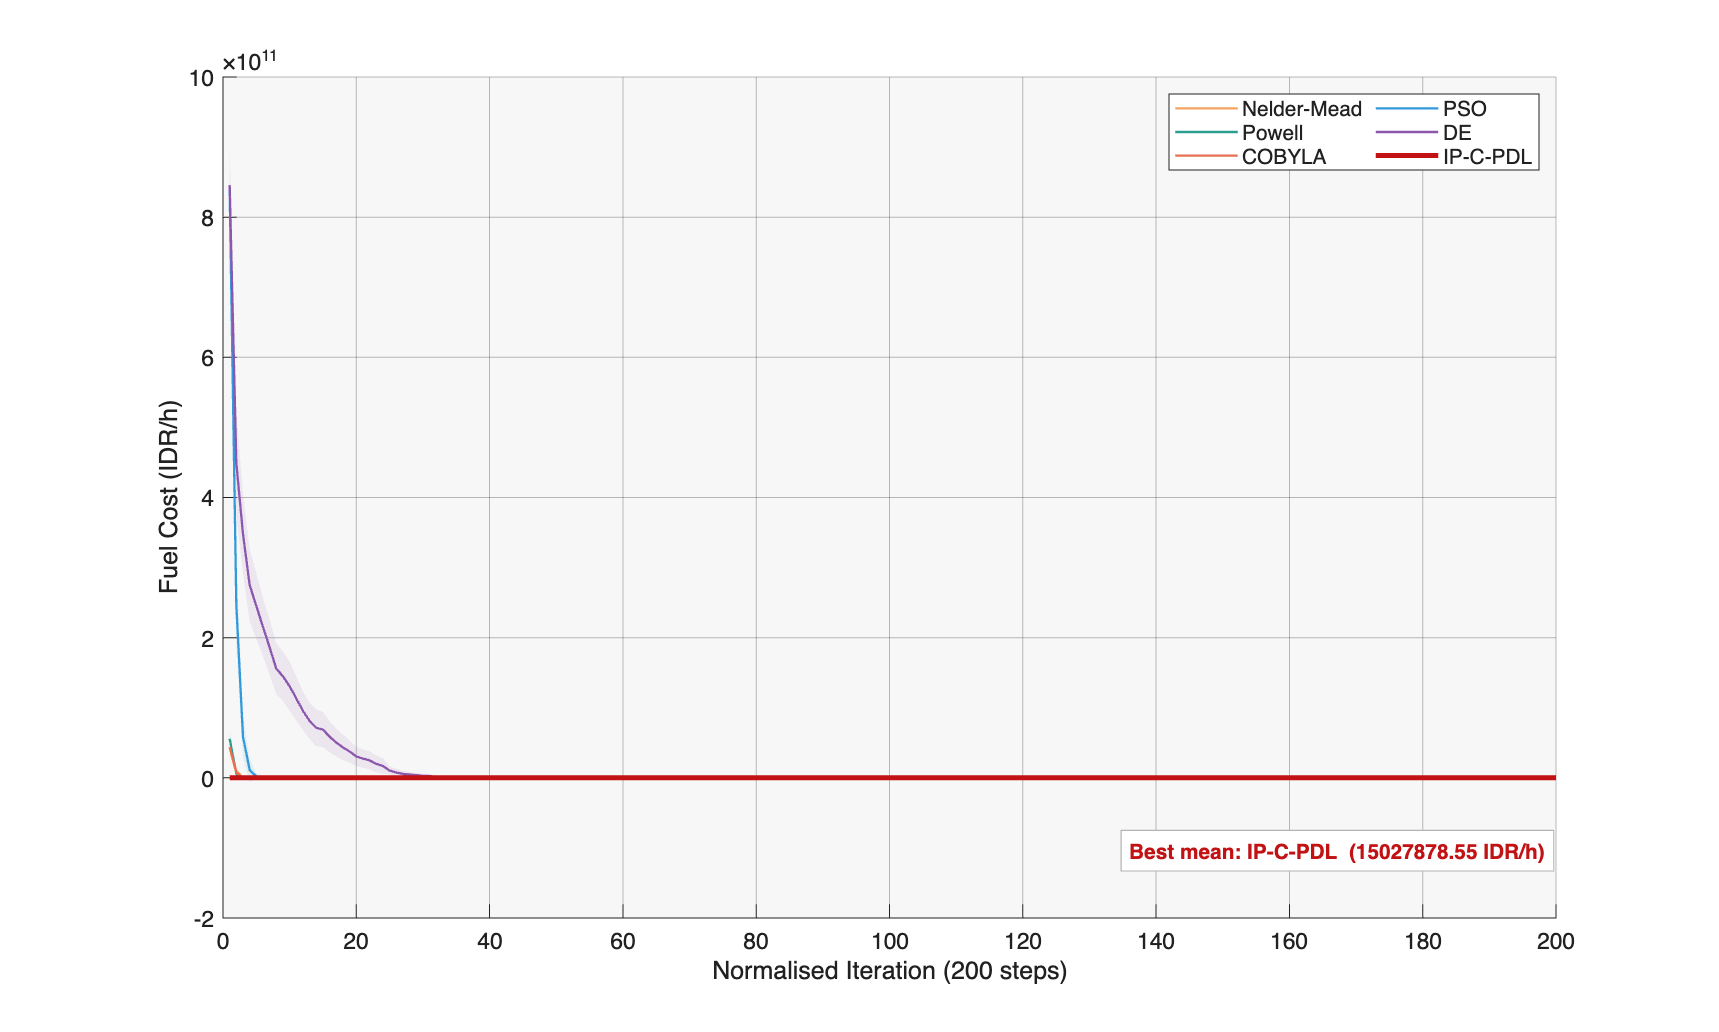 ×10^11
10
8
6
4
2
0
-2
Fuel Cost (IDR/h)
Nelder-Mead PSO
Powell DE
COBYLA IP-C-PDL
Best mean: IP-C-PDL (15027878.55 IDR/h)
0 20 40 60 80 100 120 140 160 180 200
Normalised Iteration (200 steps)